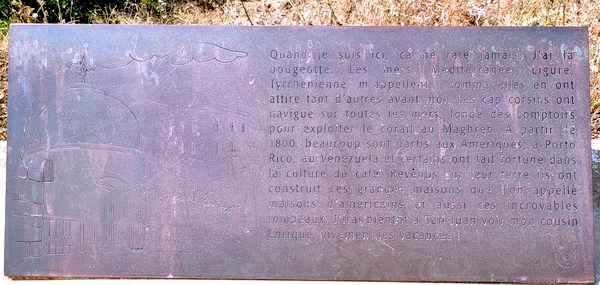 Quand je suis ici, ça ne rate jamais. J'ai la
bougeotte. Les mers, Méditerranée, Ligure,
Tyrrhénienne m'appellent, comme elles en ont
attiré tant d'autres avant moi. Les cap corsins ont
navigué sur toutes les mers, fondé des comptoirs
pour exploiter le corail au Maghreb. A partir de
1800, beaucoup sont partis aux Amériques, à Porto
Rico, au Venezuela et certains ont fait fortune dans
la culture du café. Revenus sur leur terre ils ont
construit ces grandes maisons que l'on appelle
maisons d'américains et aussi ces incroyables
tombeaux. J'irai bientôt à San Juan voir mon cousin
Enrique, vivement les vacances !